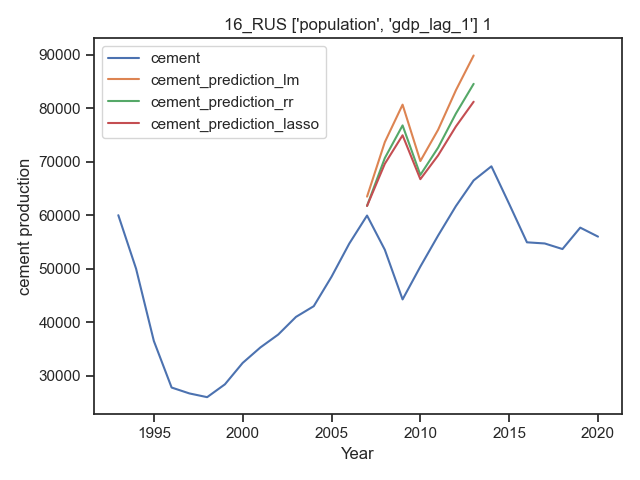 16_RUS ['population', 'gdp_lag_1'] 1
cement
cement_prediction_lm
cement_prediction_rr
cement_prediction_lasso
90000
80000
70000
60000
50000
40000
30000
cement production
1995
2000
2005
2010
2015
2020
Year